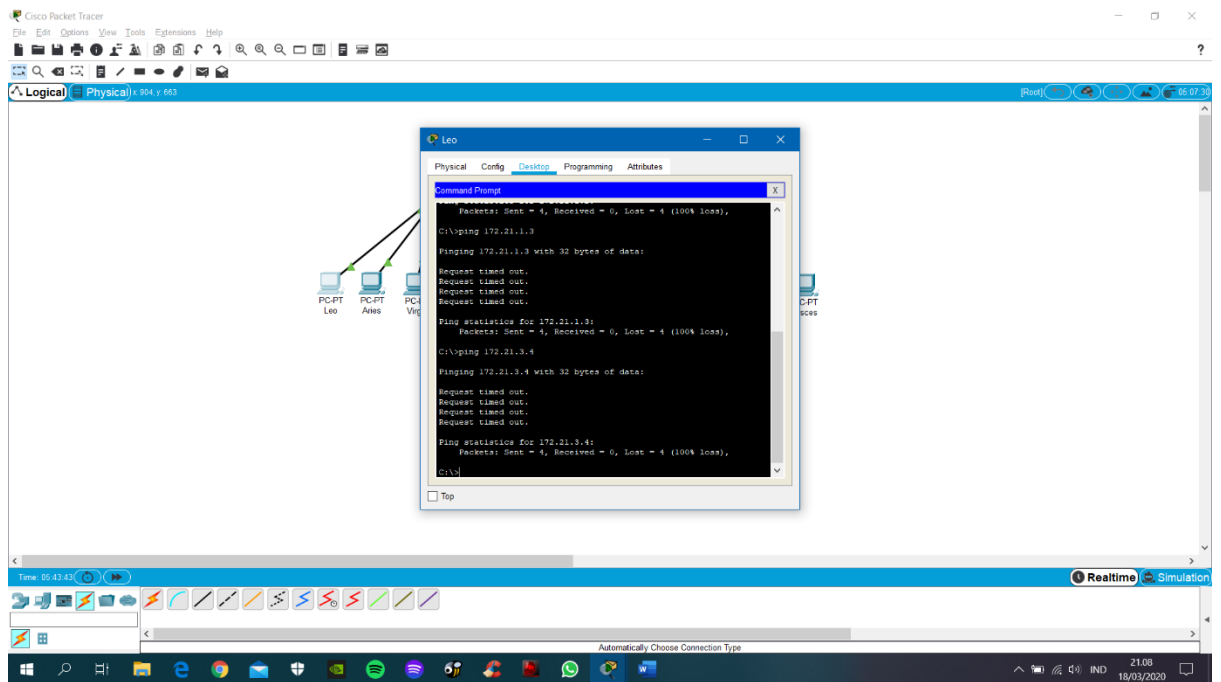 Cisco Packet Tracer
File Edit Options View Tools Extensions Help
?
Logical Physical x: 904, y: 663 [Root] 05:07:30
Leo
Physical Config Desktop Programming Attributes
Command Prompt X
Packets: Sent = 4, Received = 0, Lost = 4 (100% loss),
C:\>ping 172.21.1.3
Pinging 172.21.1.3 with 32 bytes of data:
Request timed out.
Request timed out.
Request timed out.
Request timed out.
Ping statistics for 172.21.1.3:
Packets: Sent = 4, Received = 0, Lost = 4 (100% loss),
C:\>ping 172.21.3.4
Pinging 172.21.3.4 with 32 bytes of data:
Request timed out.
Request timed out.
Request timed out.
Request timed out.
Ping statistics for 172.21.3.4:
Packets: Sent = 4, Received = 0, Lost = 4 (100% loss),
C:\>
Top
PC-PT
Leo
PC-PT
Aries
PC-
Virg
C-PT
sces
Time: 05:43:43
Realtime Simulation
Automatically Choose Connection Type
IND
21.08
18/03/2020